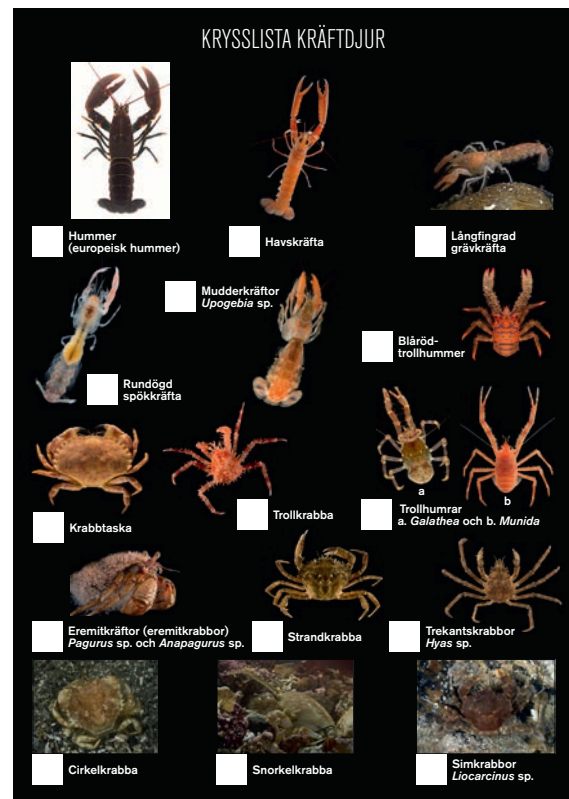 KRYSSLISTA KRÄFTDJUR
Hummer
(europeisk hummer)
Havskräfta
Långfingrad
grävkräfta
Mudderkräftor
Upogebia sp.
Blåröd-
trollhummer
Rundögd
spökkräfta
Krabbtaska
Trollkrabba
a
b
Trollhumrar
a. Galathea och b. Munida
Eremitkräftor (eremitkrabbor)
Pagurus sp. och Anapagurus sp.
Strandkrabba
Trekantskrabbor
Hyas sp.
Cirkelkrabba
Snorkelkrabba
Simkrabbor
Liocarcinus sp.